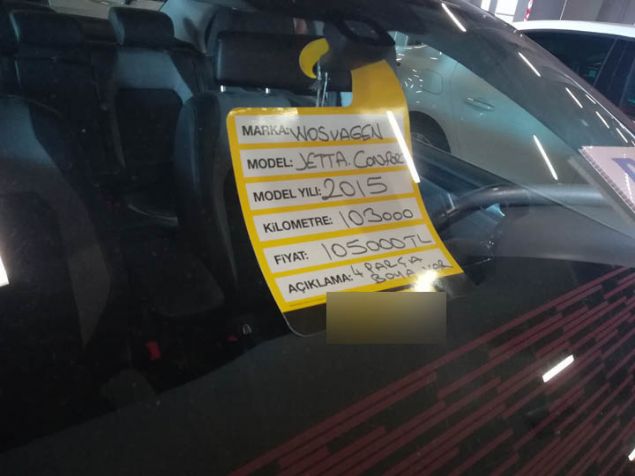 MARKA: WOSVAGEN
MODEL: JETTA. Confor
MODEL YILI: 2015
KİLOMETRE: 103000
FİYAT: 105000TL
AÇIKLAMA: 4 PARÇA
BOYA VAR